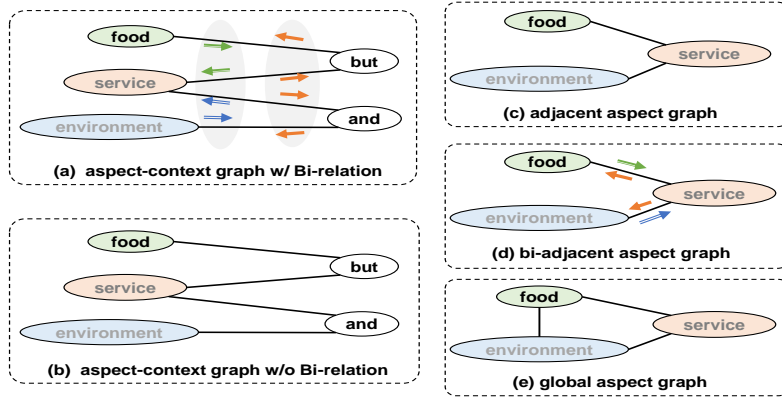 food
but
service
and
environment
(a) aspect-context graph w/ Bi-relation
food
but
service
and
environment
(b) aspect-context graph w/o Bi-relation
food
service
environment
(c) adjacent aspect graph
food
service
environment
(d) bi-adjacent aspect graph
food
service
environment
(e) global aspect graph